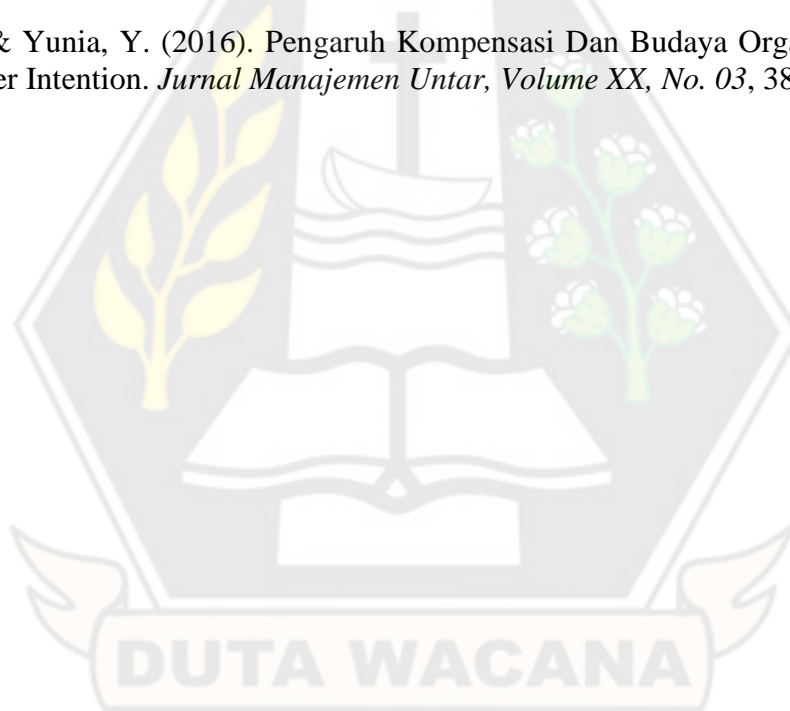 & Yunia, Y. (2016). Pengaruh Kompensasi Dan Budaya Orga
er Intention. Jurnal Manajemen Untar, Volume XX, No. 03, 38
DUTA WACANA